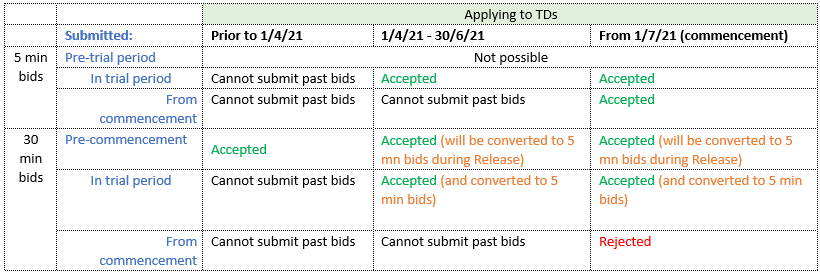 Applying to TDs
Submitted: Prior to 1/4/21 1/4/21 - 30/6/21 From 1/7/21 (commencement)
5 min bids Pre-trial period Not possible
In trial period Cannot submit past bids Accepted Accepted
From commencement Cannot submit past bids Cannot submit past bids Accepted
30 min bids Pre-commencement Accepted Accepted (will be converted to 5 mn bids during Release) Accepted (will be converted to 5 mn bids during Release)
In trial period Cannot submit past bids Accepted (and converted to 5 min bids) Accepted (and converted to 5 min bids)
From commencement Cannot submit past bids Cannot submit past bids Rejected